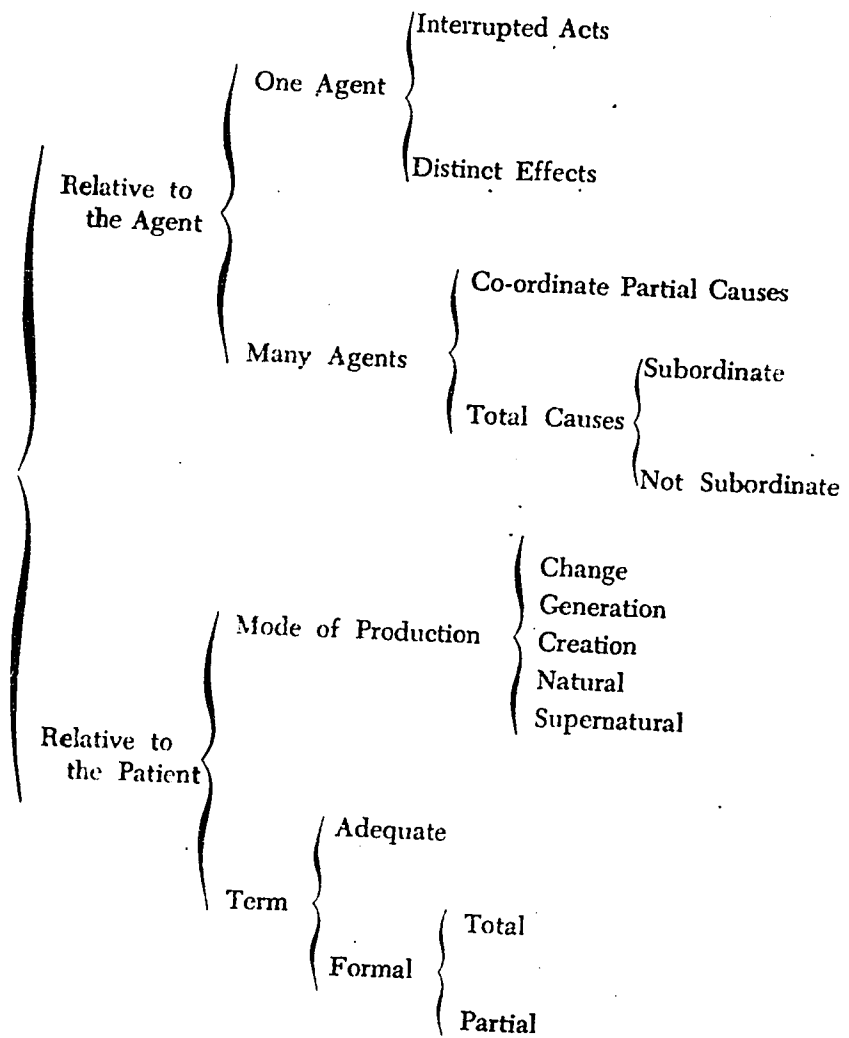 Interrupted Acts
One Agent
Distinct Effects
Relative to
the Agent
Co-ordinate Partial Causes
Many Agents
Subordinate
Total Causes
Not Subordinate
Change
Mode of Production
Generation
Creation
Natural
Supernatural
Relative to
the Patient
Adequate
Term
Total
Formal
Partial